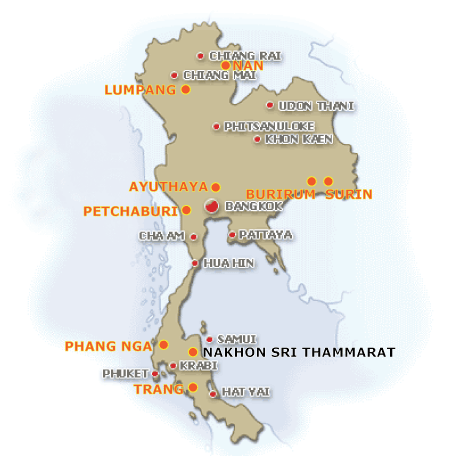 CHIANG RAI
NAN
CHIANG MAI
LUMPANG
UDON THANI
PHITSANULOKE
KHON KAEN
AYUTHAYA
BURIRUM SURIN
BANGKOK
PETCHABURI
CHA AM
PATTAYA
HUA HIN
SAMUI
PHANG NGA
NAKHON SRI THAMMARAT
KRABI
PHUKET
TRANG
HAT YAI